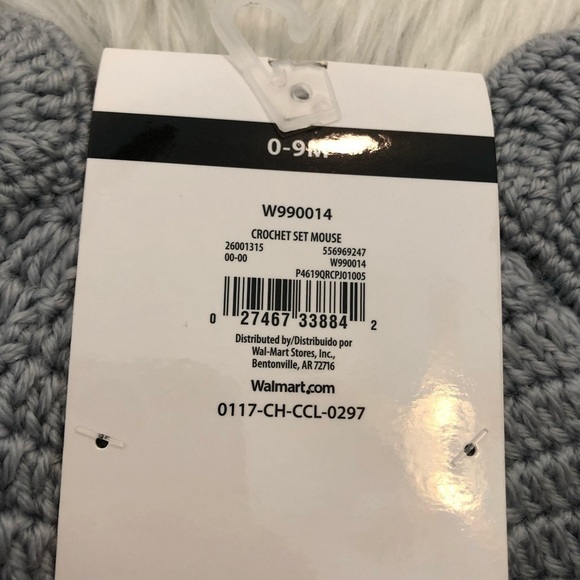 0-9M
W990014
CROCHET SET MOUSE
26001315 556969247
00-00 W990014
P4619QRCPJ01005
0 27467 33884 2
Distributed by/Distribuido por
Wal-Mart Stores, Inc.,
Bentonville, AR 72716
Walmart.com
0117-CH-CCL-0297